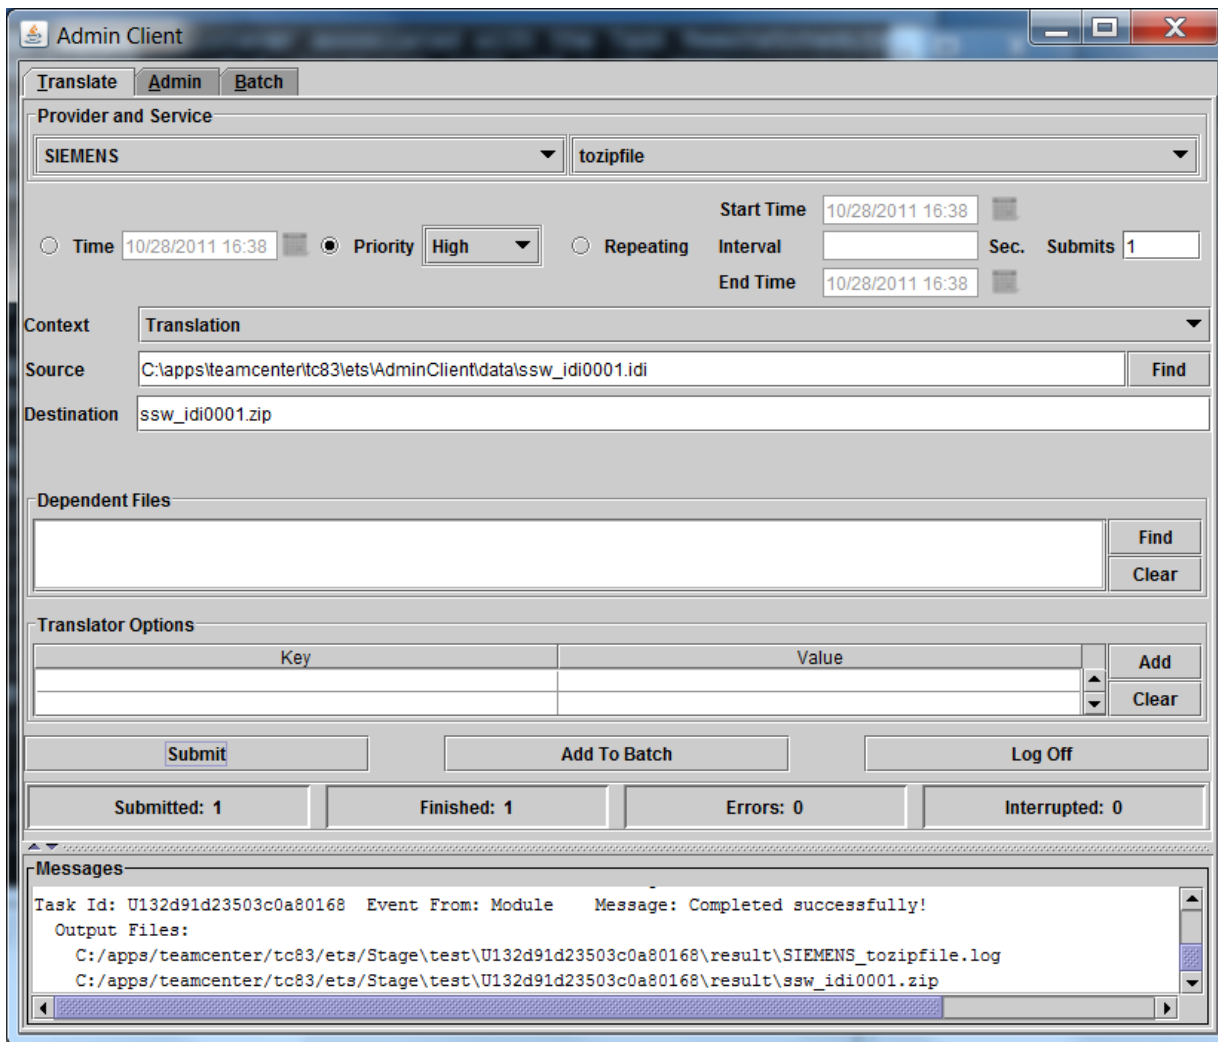 Admin Client
Translate Admin Batch
Provider and Service
SIEMENS tozipfile
Start Time 10/28/2011 16:38
Time 10/28/2011 16:38 Priority High Repeating Interval Sec. Submits 1
End Time 10/28/2011 16:38
Context Translation
Source C:\apps\teamcenter\tc83\ets\AdminClient\data\ssw_idi0001.idi Find
Destination ssw_idi0001.zip
Dependent Files
Find
Clear
Translator Options
Key Value Add
Clear
Submit Add To Batch Log Off
Submitted: 1 Finished: 1 Errors: 0 Interrupted: 0
Messages
Task Id: U132d91d23503c0a80168 Event From: Module Message: Completed successfully!
Output Files:
C:/apps/teamcenter/tc83/ets/Stage\test\U132d91d23503c0a80168\result\SIEMENS_tozipfile.log
C:/apps/teamcenter/tc83/ets/Stage\test\U132d91d23503c0a80168\result\ssw_idi0001.zip